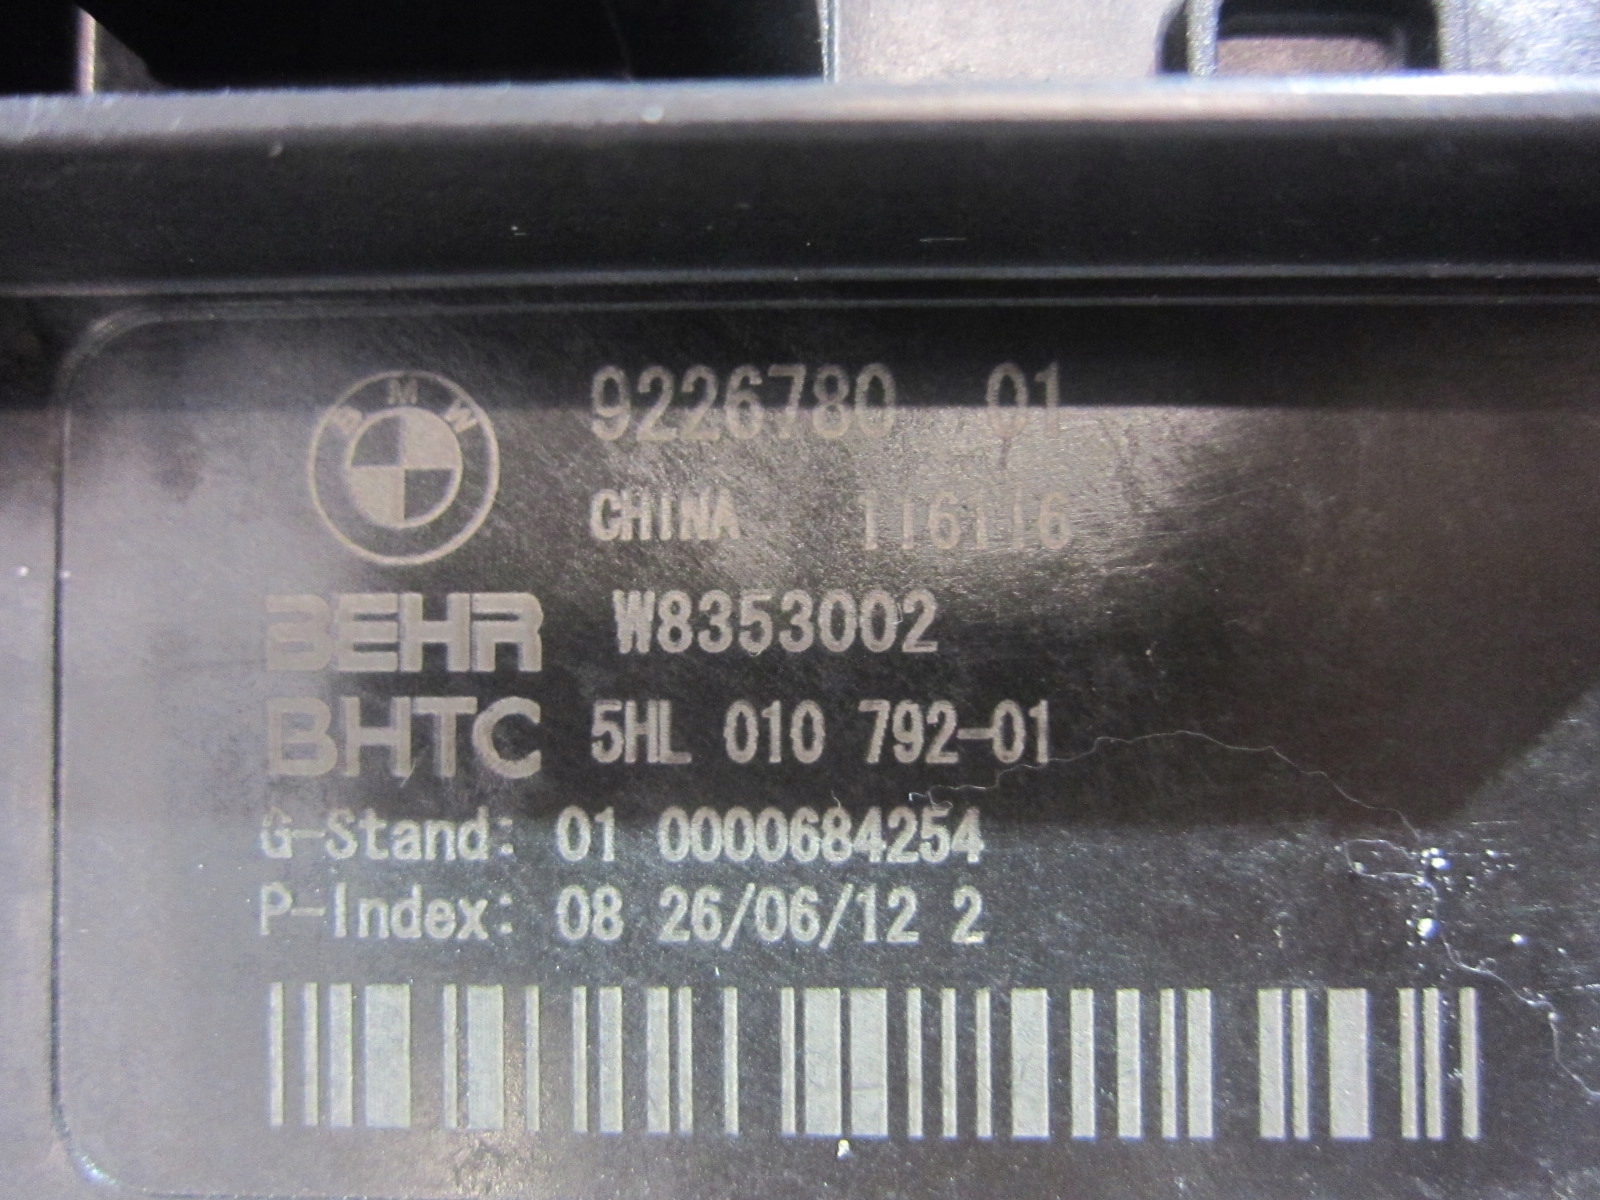 BMW
9226780 .01
CHINA 116116
BEHR W8353002
BHTC 5HL 010 792-01
G-Stand: 01 0000684254
P-Index: 08 26/06/12 2